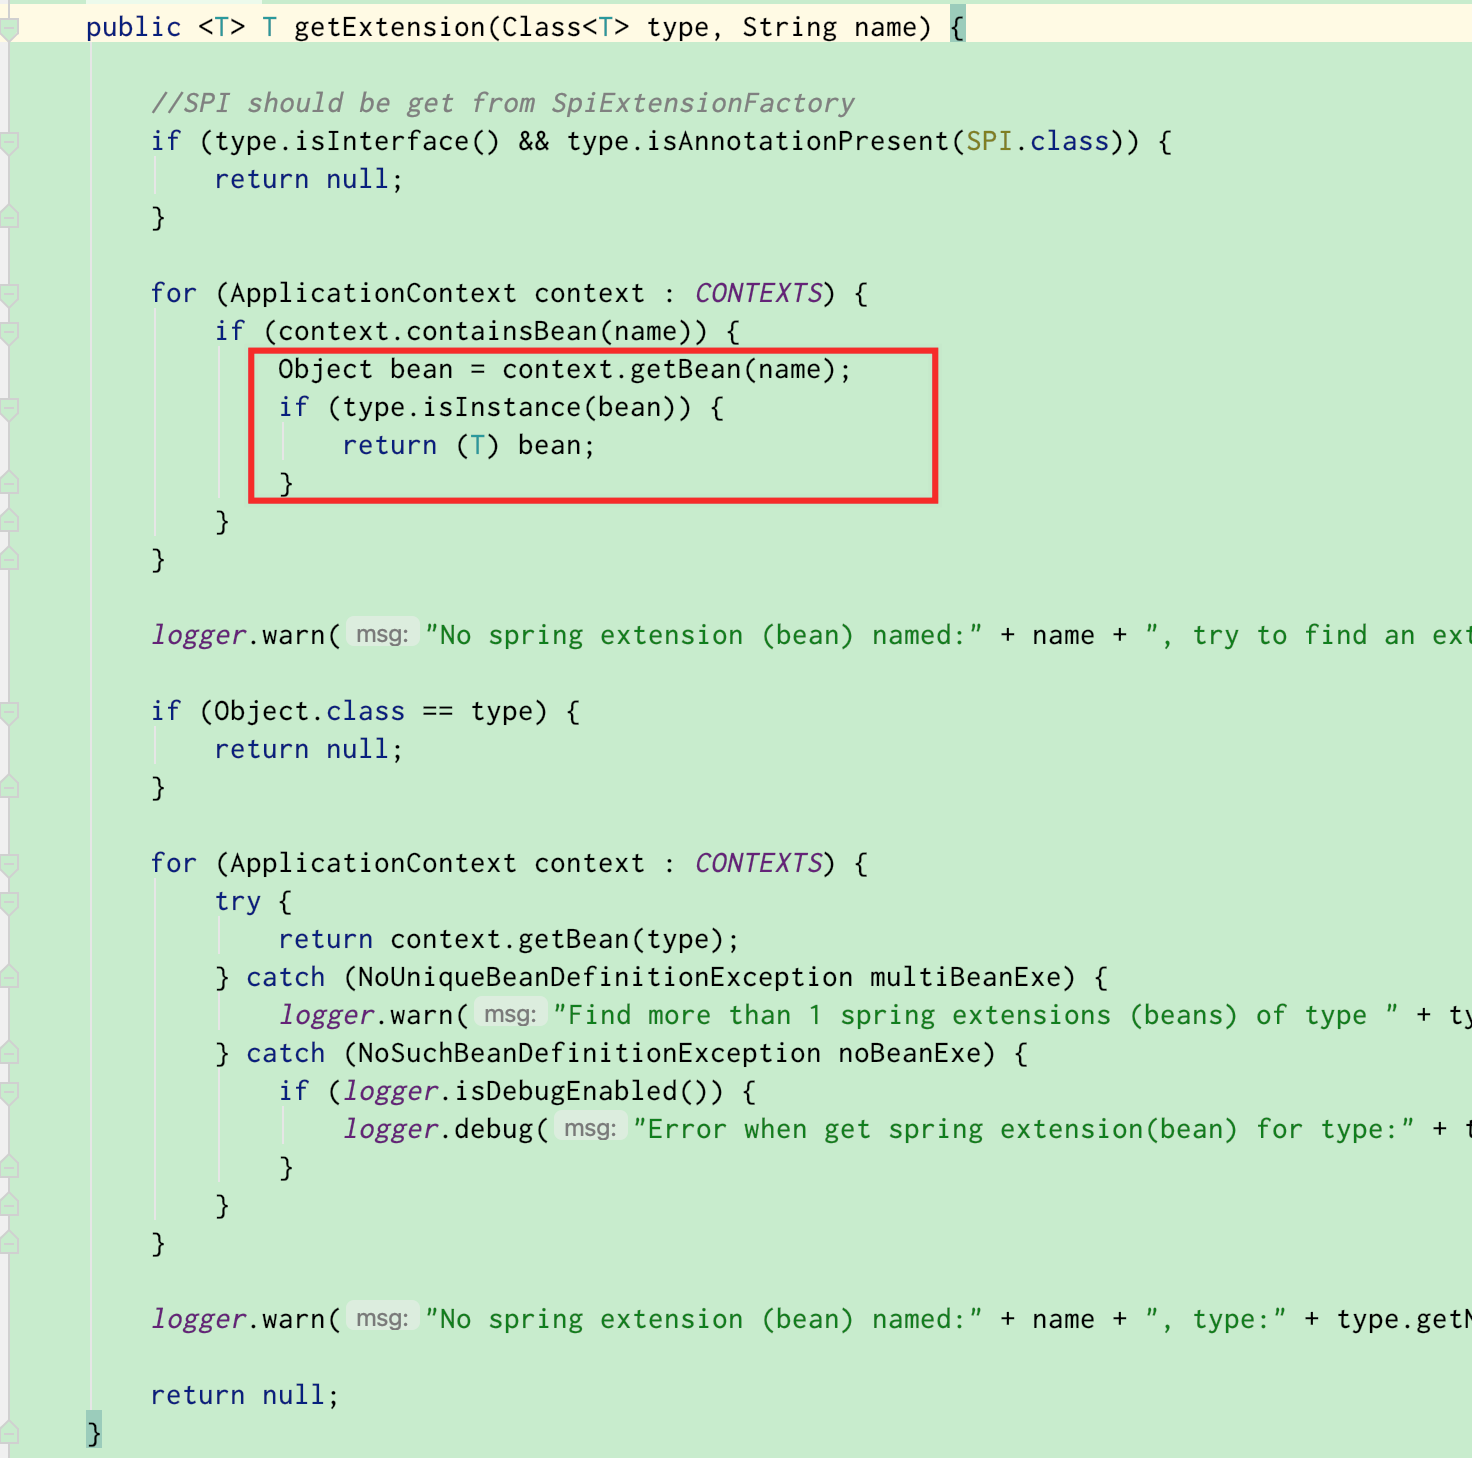 public <T> T getExtension(Class<T> type, String name) {
//SPI should be get from SpiExtensionFactory
if (type.isInterface() && type.isAnnotationPresent(SPI.class)) {
return null;
}
for (ApplicationContext context : CONTEXTS) {
if (context.containsBean(name)) {
Object bean = context.getBean(name);
if (type.isInstance(bean)) {
return (T) bean;
}
}
}
logger.warn( msg: "No spring extension (bean) named:" + name + ", try to find an ext
if (Object.class == type) {
return null;
}
for (ApplicationContext context : CONTEXTS) {
try {
return context.getBean(type);
} catch (NoUniqueBeanDefinitionException multiBeanExe) {
logger.warn( msg: "Find more than 1 spring extensions (beans) of type " + ty
} catch (NoSuchBeanDefinitionException noBeanExe) {
if (logger.isDebugEnabled()) {
logger.debug( msg: "Error when get spring extension(bean) for type:" + t
}
}
}
logger.warn( msg: "No spring extension (bean) named:" + name + ", type:" + type.getN
return null;
}